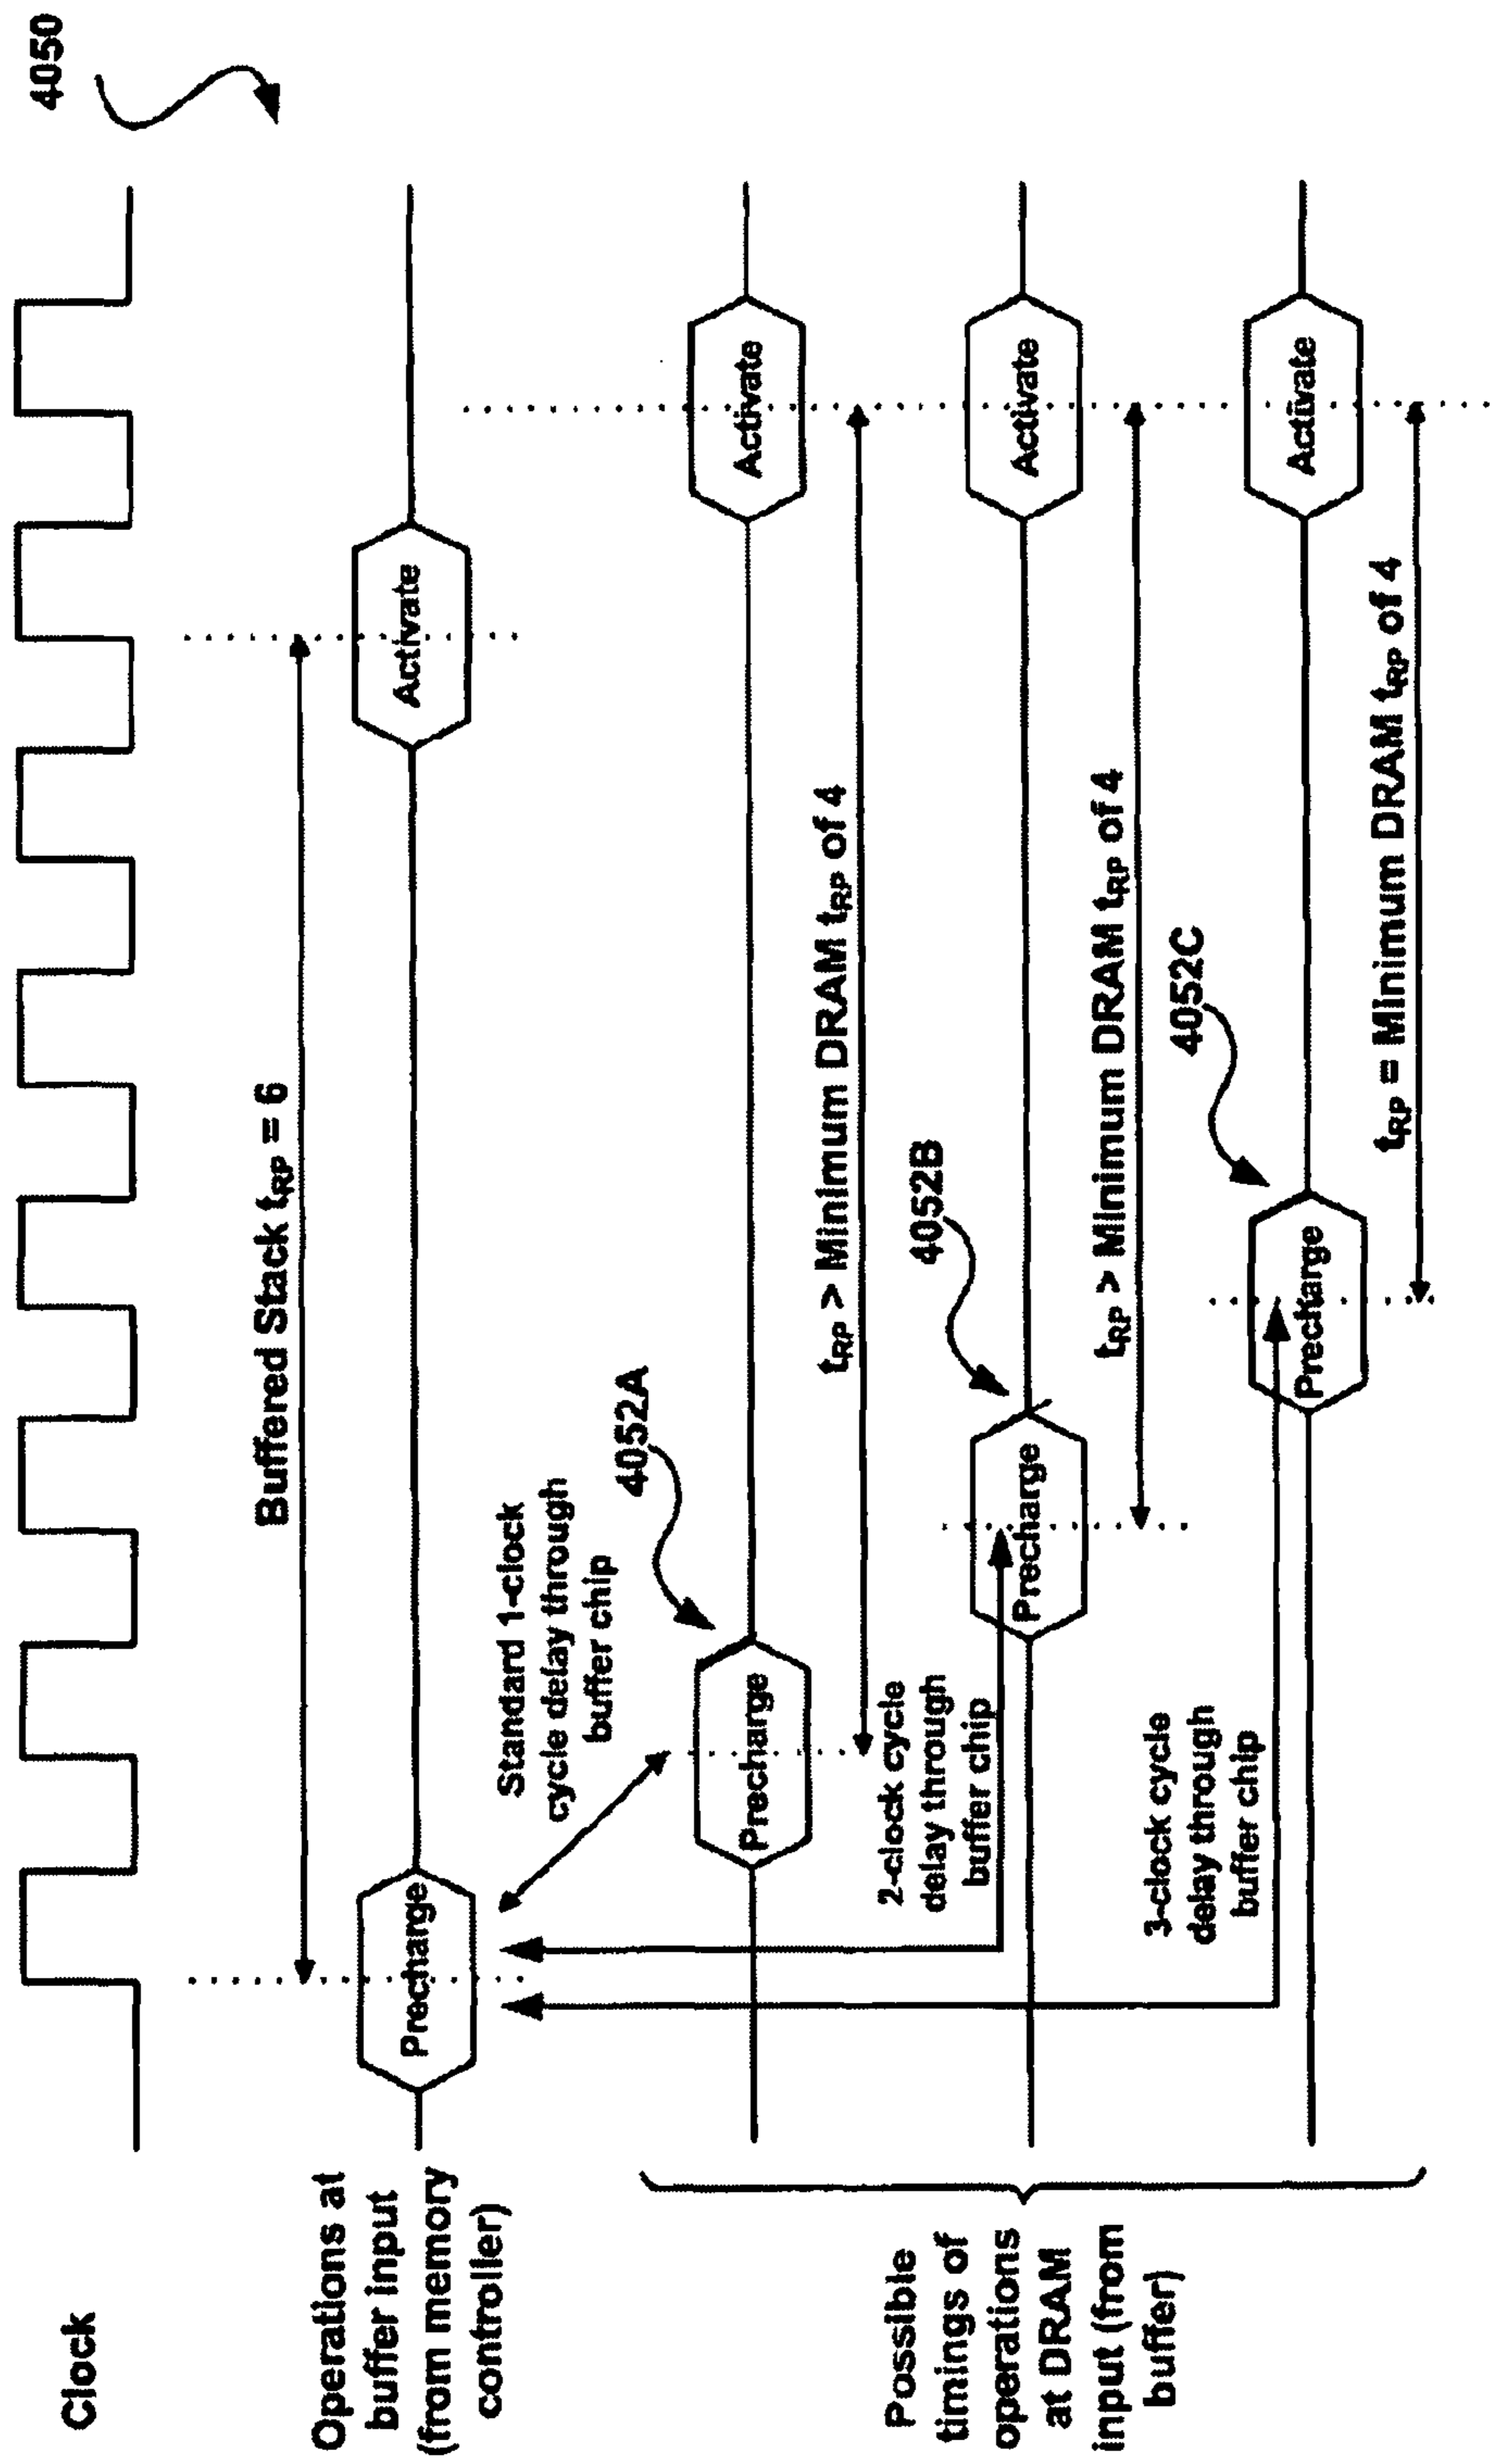 4050
Clock
Buffered Stack tRP = 6
Operations at
buffer input
(from memory
controller)
Precharge
Activate
Standard 1-clock
cycle delay through
buffer chip
4052A
Precharge
Activate
tRP > Minimum DRAM tRP of 4
2-clock cycle
delay through
buffer chip
4052B
Precharge
Activate
tRP > Minimum DRAM tRP of 4
3-clock cycle
delay through
buffer chip
4052C
Precharge
Activate
tRP = Minimum DRAM tRP of 4
Possible
timings of
operations
at DRAM
input (from
buffer)